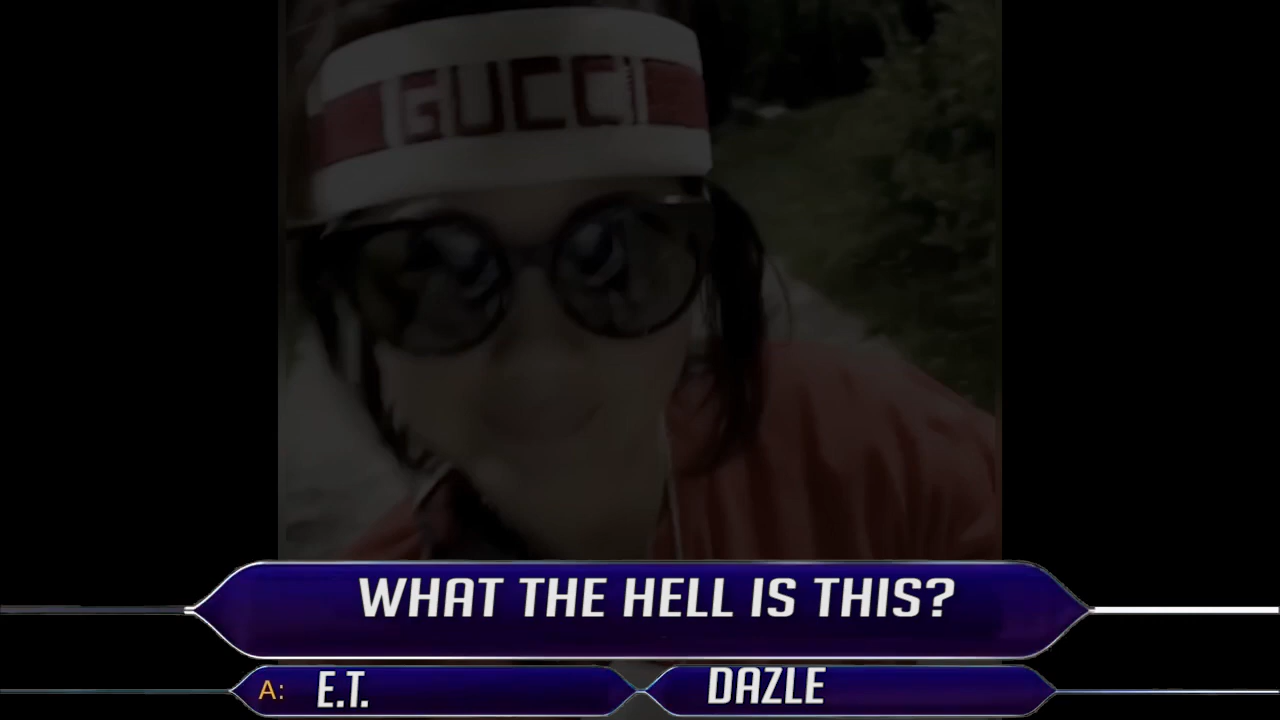 GUCCI
WHAT THE HELL IS THIS?
A: E.T.
DAZLE